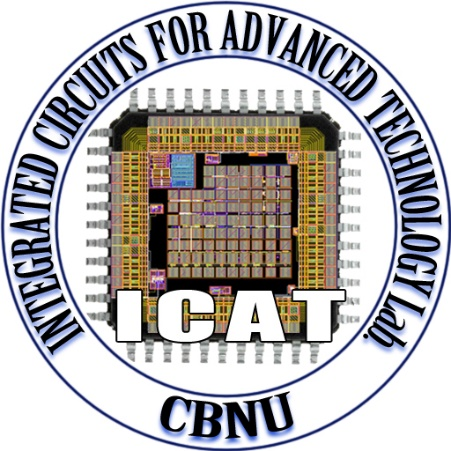 INTEGRATED CIRCUITS FOR ADVANCED TECHNOLOGY Lab.
ICAT
CBNU